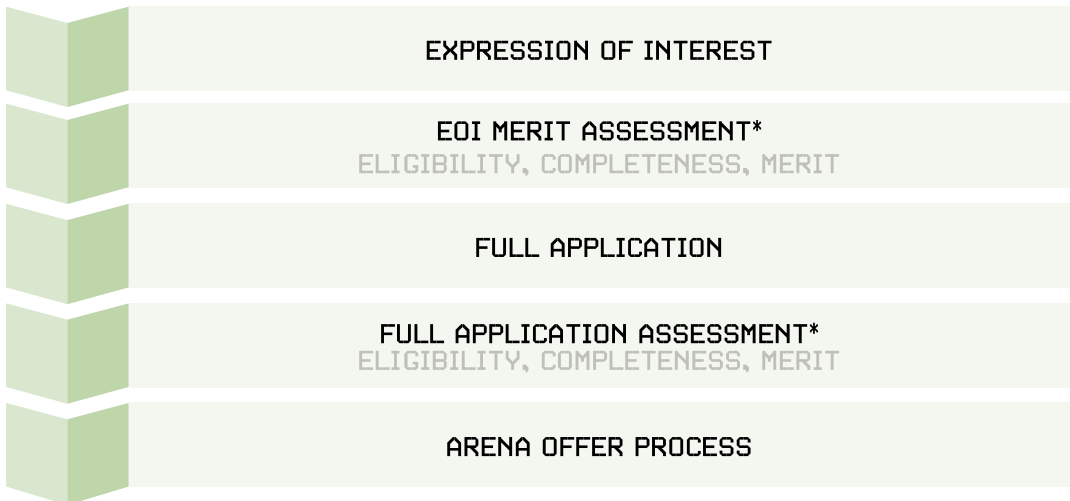 EXPRESSION OF INTEREST
EOI MERIT ASSESSMENT*
ELIGIBILITY, COMPLETENESS, MERIT
FULL APPLICATION
FULL APPLICATION ASSESSMENT*
ELIGIBILITY, COMPLETENESS, MERIT
ARENA OFFER PROCESS